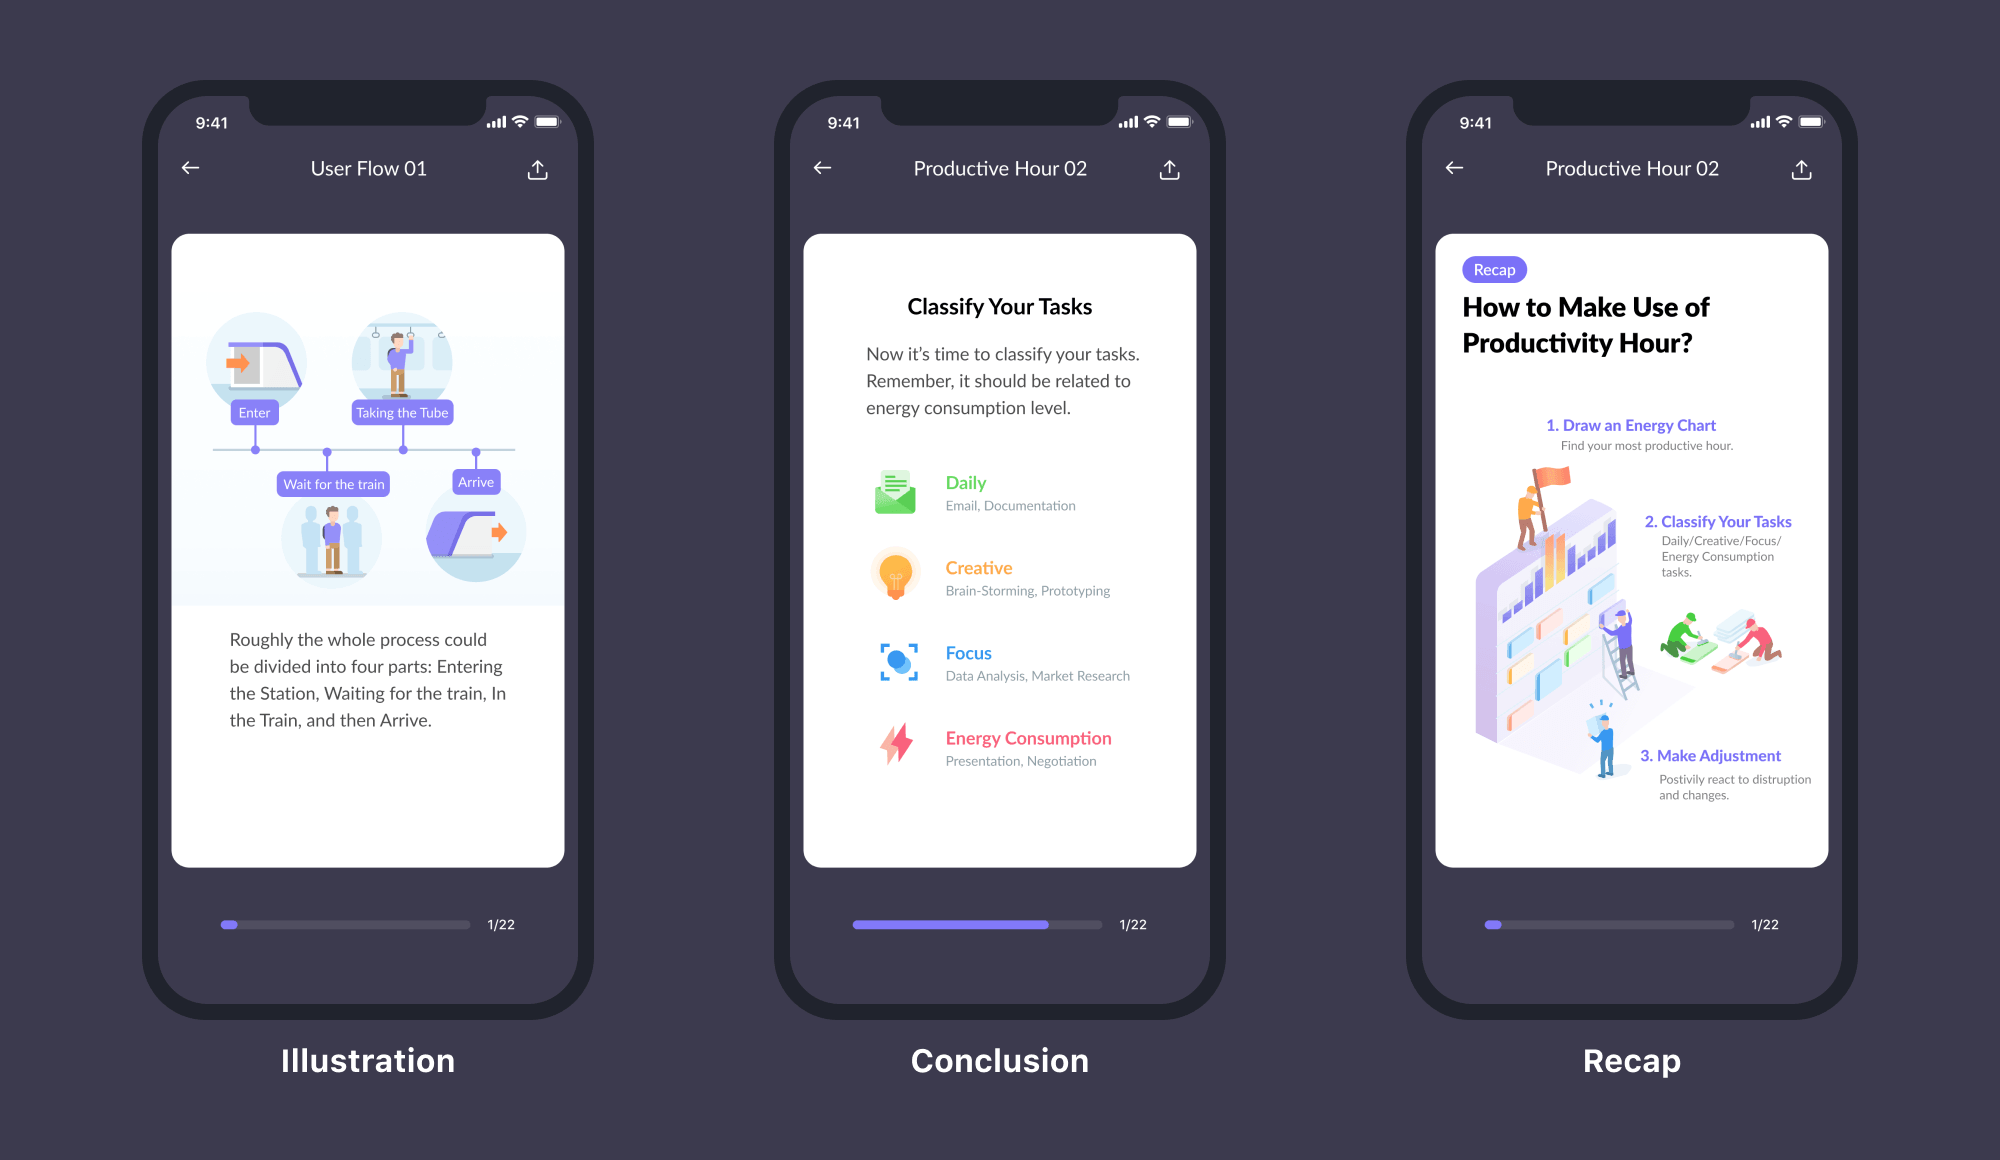 9:41
User Flow 01
Enter
Taking the Tube
Wait for the train
Arrive
Roughly the whole process could
be divided into four parts: Entering
the Station, Waiting for the train, In
the Train, and then Arrive.
1/22
Illustration
9:41
Productive Hour 02
Classify Your Tasks
Now it's time to classify your tasks.
Remember, it should be related to
energy consumption level.
Daily
Email, Documentation
Creative
Brain-Storming, Prototyping
Focus
Data Analysis, Market Research
Energy Consumption
Presentation, Negotiation
1/22
Conclusion
9:41
Productive Hour 02
Recap
How to Make Use of
Productivity Hour?
1. Draw an Energy Chart
Find your most productive hour.
2. Classify Your Tasks
Daily/Creative/Focus/
Energy Consumption
tasks.
3. Make Adjustment
Postivily react to distruption
and changes.
1/22
Recap